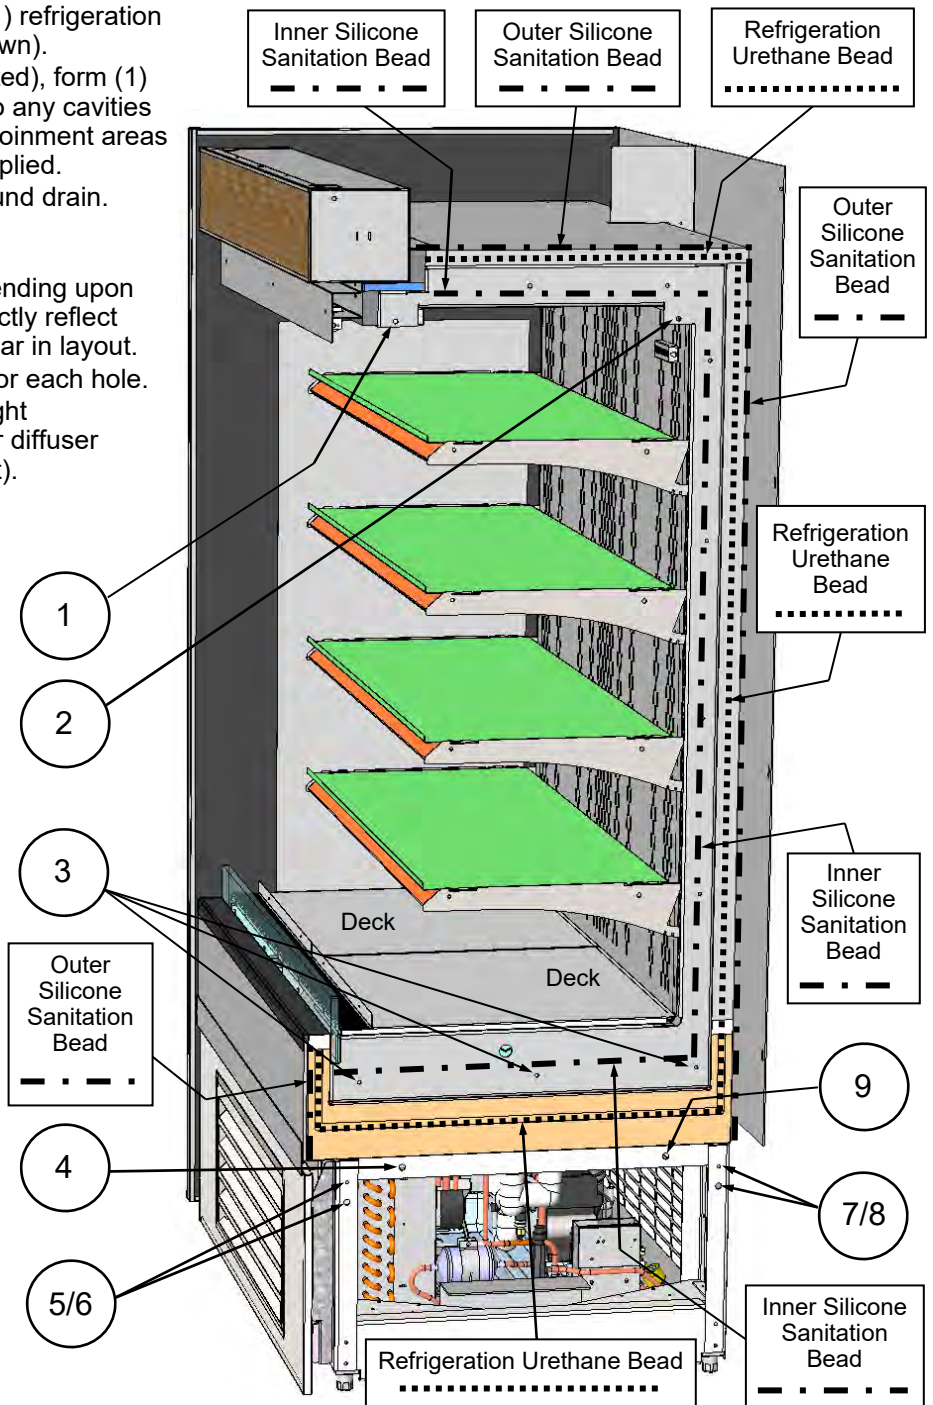 ) refrigeration
wn).
ted), form (1)
o any cavities
oinment areas
plied.
und drain.
ending upon
ctly reflect
ar in layout.
or each hole.
ght
r diffuser
t).
Inner Silicone
Sanitation Bead
Outer Silicone
Sanitation Bead
Refrigeration
Urethane Bead
Outer
Silicone
Sanitation
Bead
Refrigeration
Urethane
Bead
1
2
3
Inner
Silicone
Sanitation
Bead
Deck
Deck
Outer
Silicone
Sanitation
Bead
9
4
7/8
5/6
Inner Silicone
Sanitation
Bead
Refrigeration Urethane Bead